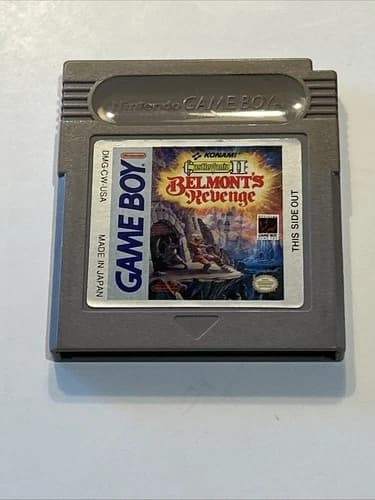 Nintendo GAME BOY
DMG-CW-USA
MADE IN JAPAN
Nintendo
GAME BOY
KONAMI
Castlevania II
BELMONT'S
Revenge
THIS SIDE OUT